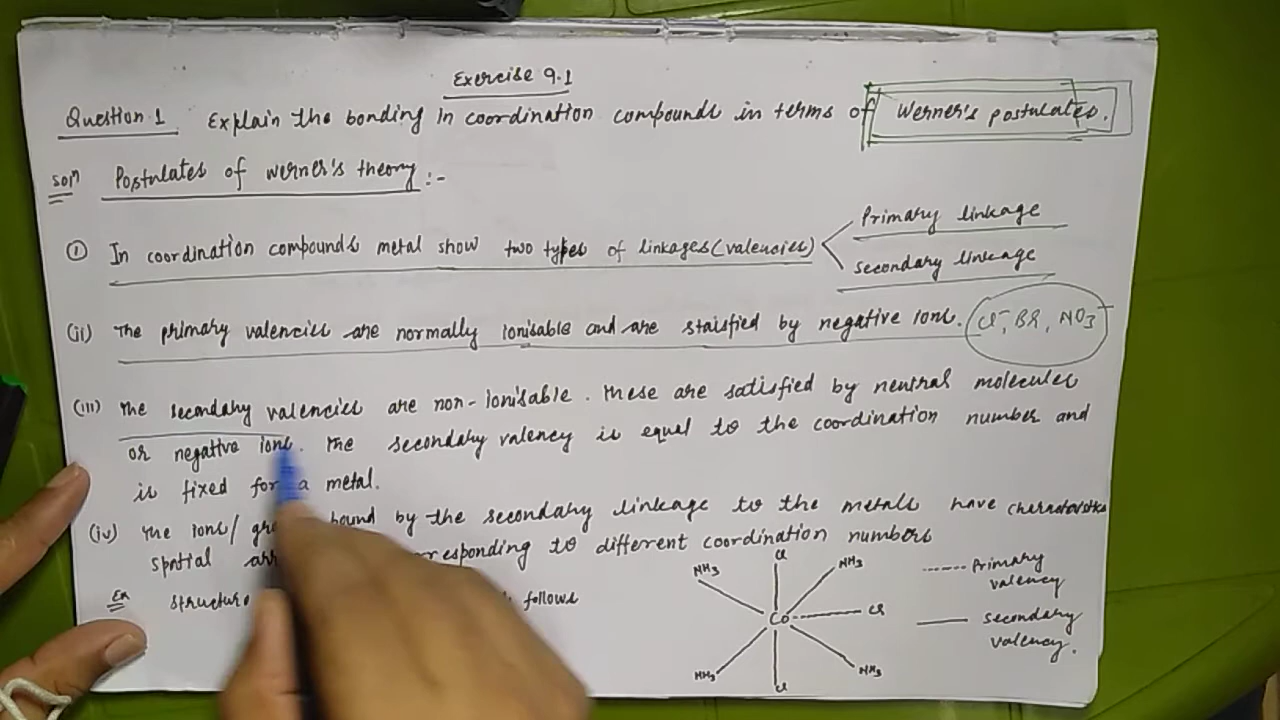 Exercise 9.1
Question 1 Explain the bonding in coordination compounds in terms of Werner's postulates.
Soln Postulates of Werner's theory :-
① In coordination compounds metal show two types of linkages (valencies) Primary linkage
secondary linkage
(ii) The primary valencies are normally ionisable and are staisfied by negative ions. Cl⁻, Br, NO3⁻
(iii) The secondary valencies are non-ionisable. These are satisfied by neutral molecules
or negative ions. The secondary valency is equal to the coordination number and
is fixed for a metal.
(iv) The ions/ bound by the secondary linkage to the metals have characteristics
spatial to different coordination numbers
Ex follows
NH3 Cl NH3
Co Cl
NH3 Cl NH3
Primary
valency
secondary
valency.